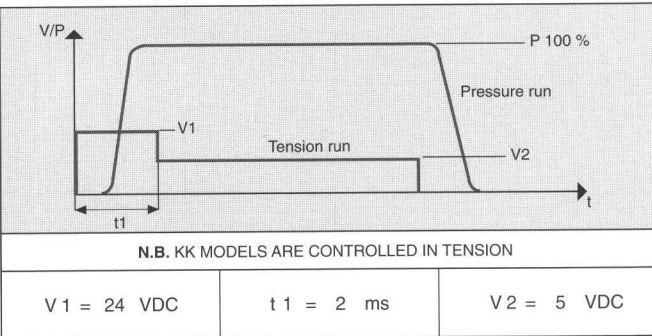 V/P
P 100 %
Pressure run
V1
Tension run
V2
t
t1
N.B. KK MODELS ARE CONTROLLED IN TENSION
V 1 = 24 VDC
t 1 = 2 ms
V 2 = 5 VDC